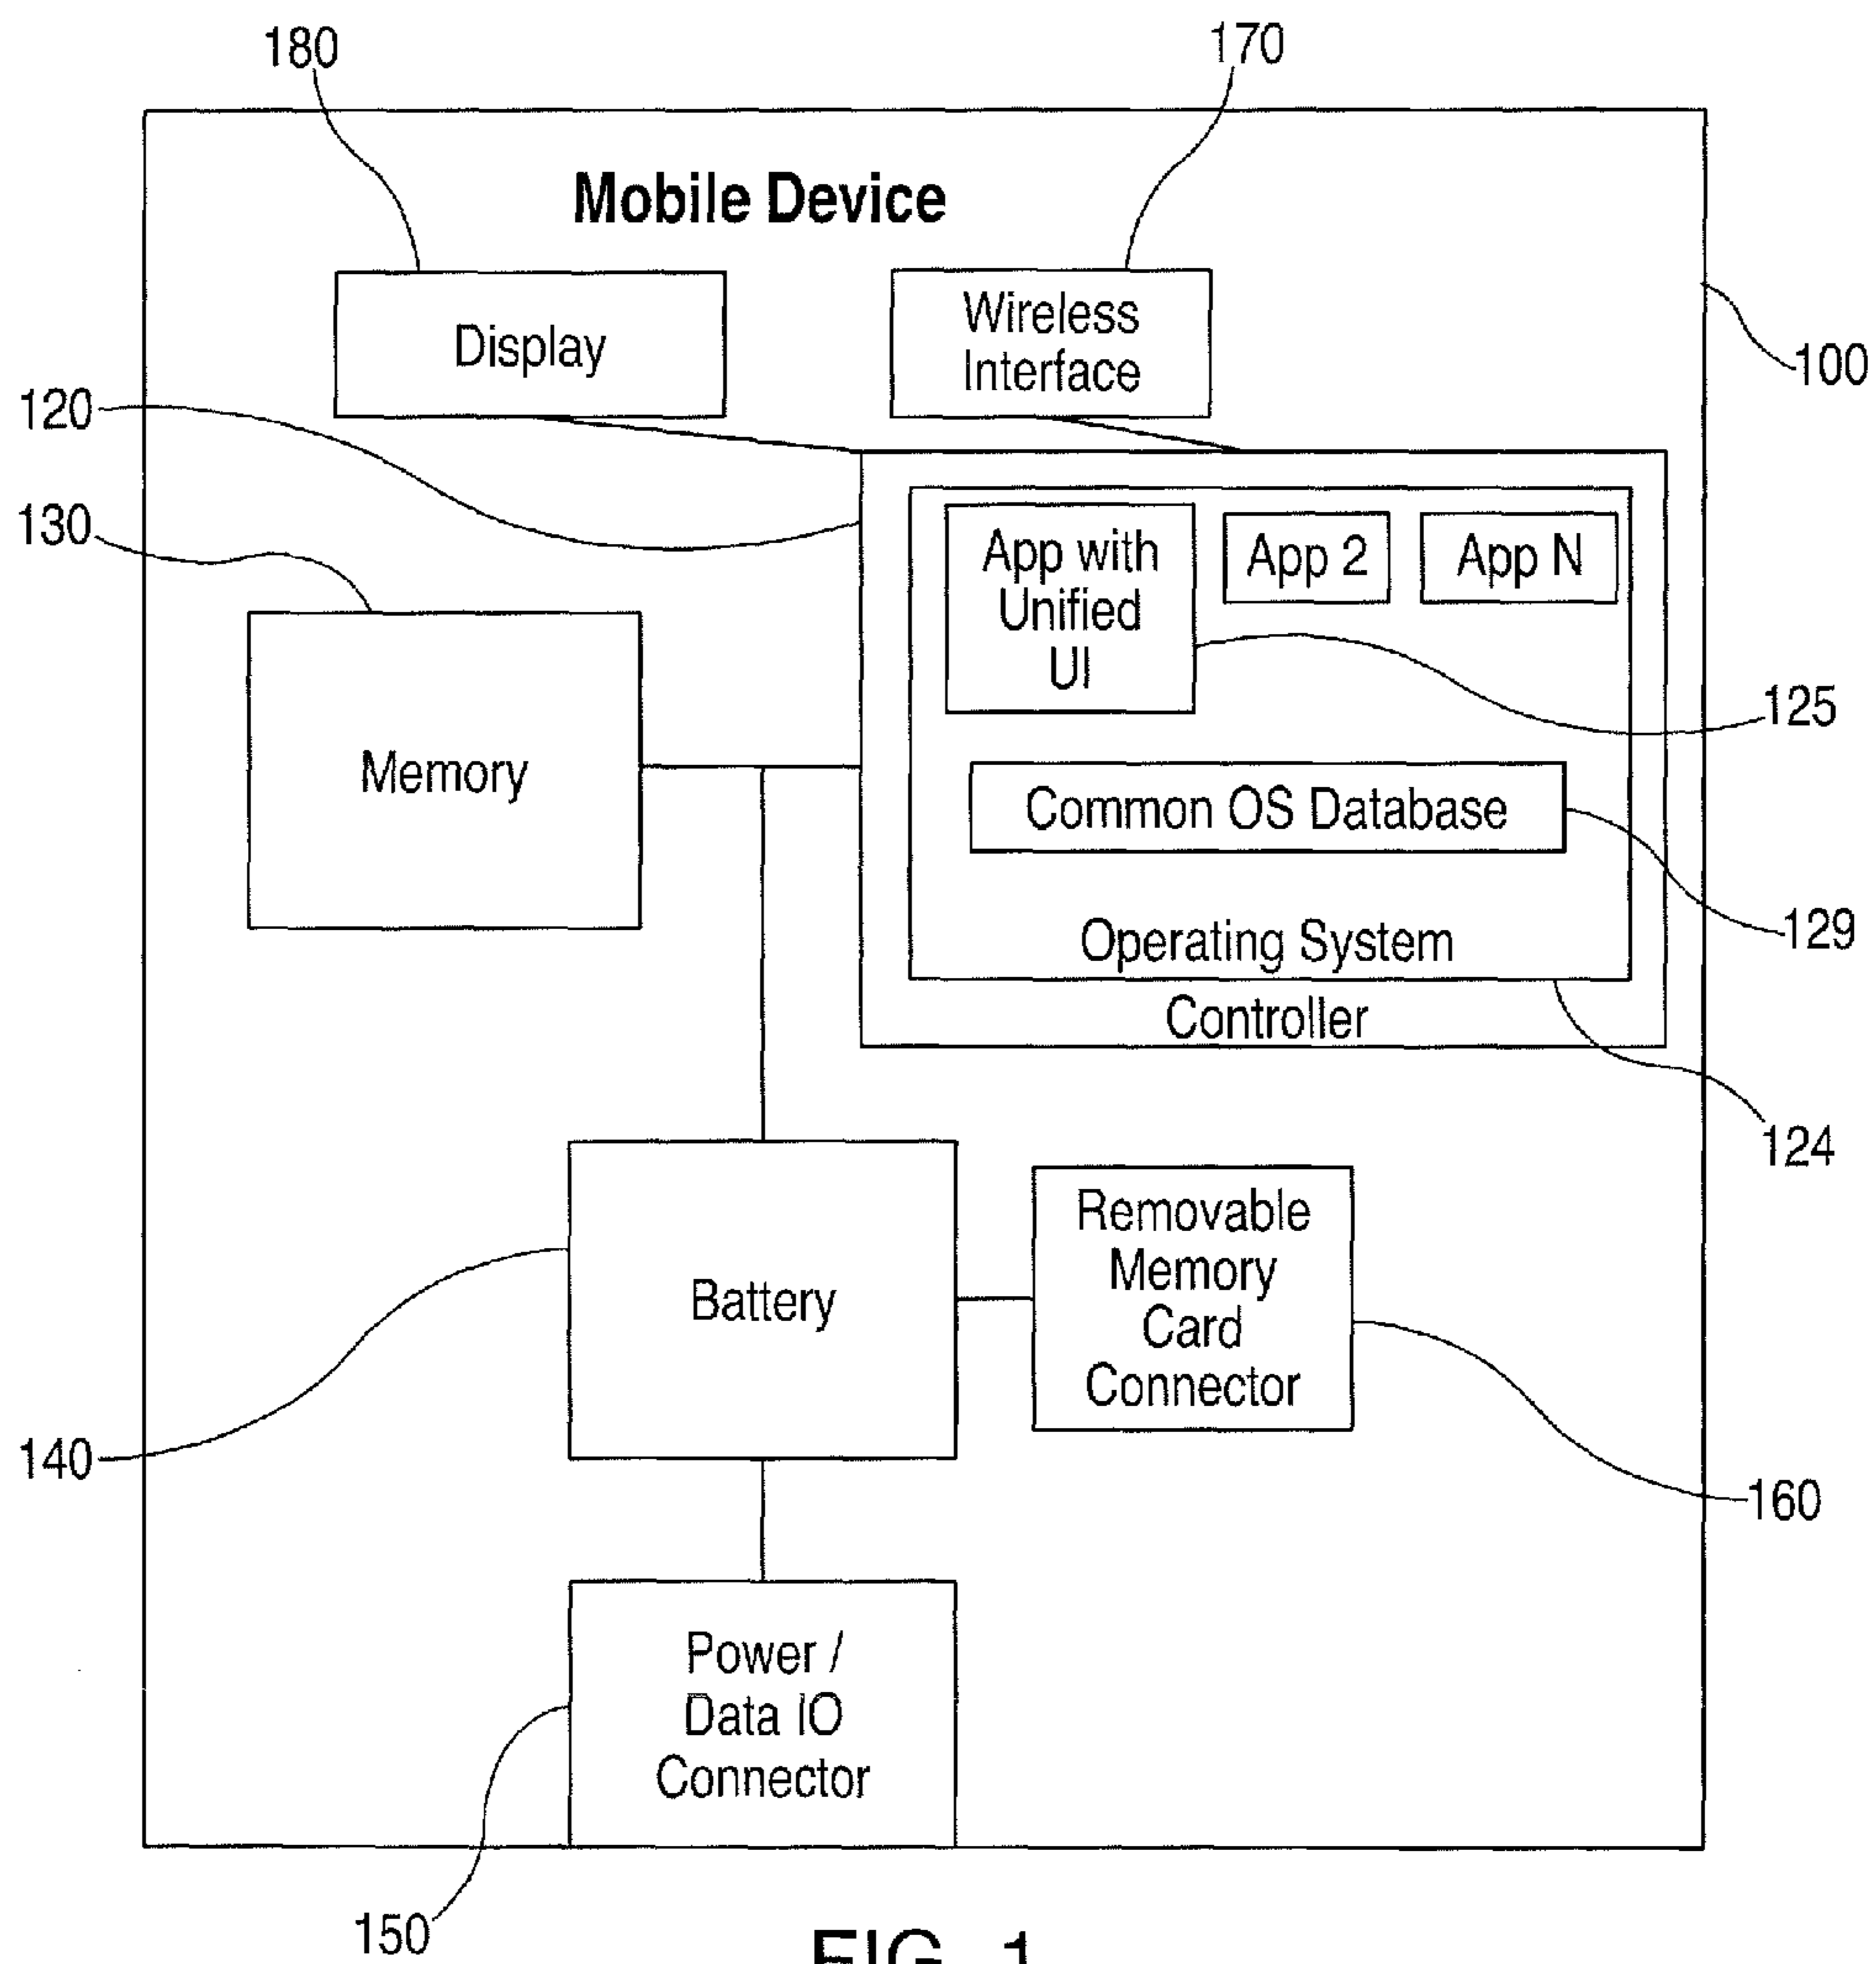 180
170
Mobile Device
Display
Wireless
Interface
100
120
130
App with
Unified
UI
App 2
App N
125
Memory
Common OS Database
129
Operating System
Controller
124
Removable
Memory
Card
Connector
Battery
140
160
Power /
Data IO
Connector
150
FIG. 1